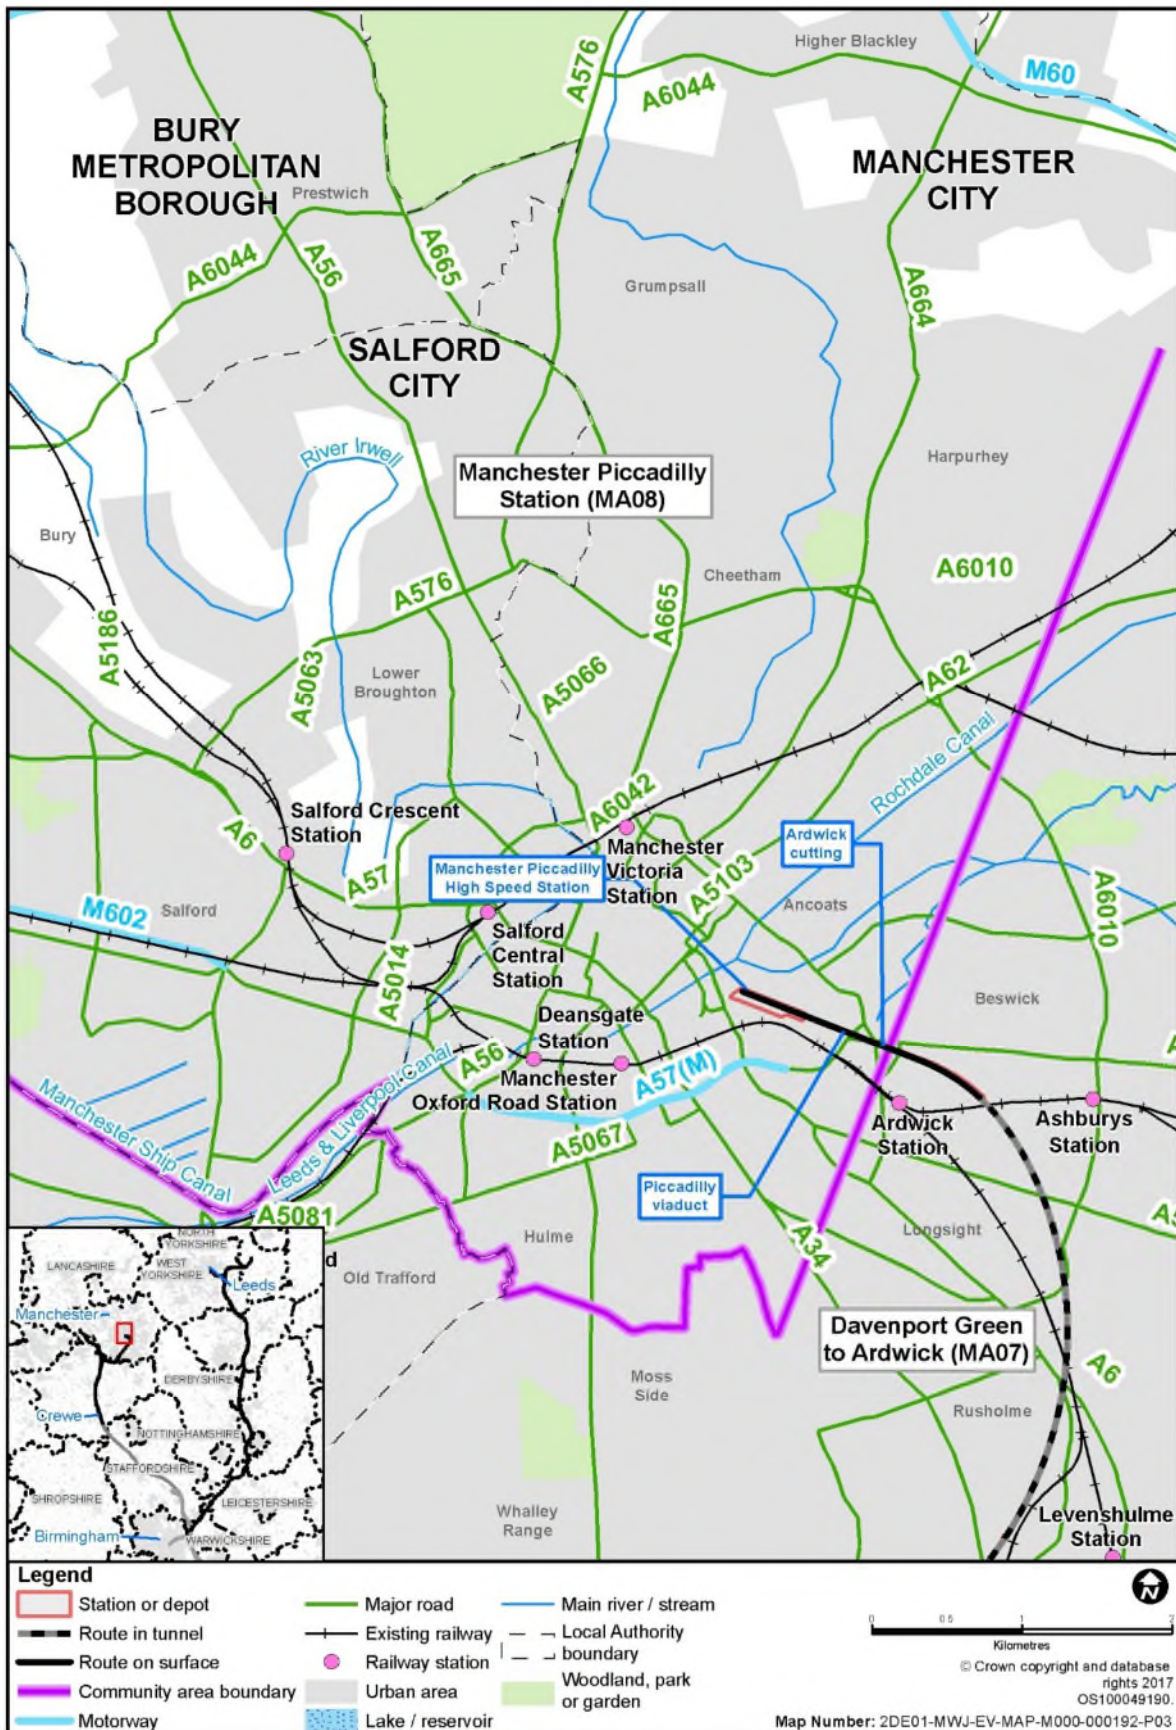 Higher Blackley
A576
M60
A6044
BURY
METROPOLITAN
BOROUGH
MANCHESTER
CITY
Prestwich
A6044
A56
A665
Grumpsall
A664
SALFORD
CITY
River Irwell
Harpurhey
Manchester Piccadilly
Station (MA08)
Bury
A576
Cheetham
A6010
A5186
A5063
Lower
Broughton
A5066
A665
A62
Rochdale Canal
Salford Crescent
Station
A6
A6042
Manchester
Victoria
Station
Ardwick
cutting
Manchester Piccadilly
High Speed Station
A57
A5103
M602
Salford
Ancoats
A6010
Salford
Central
Station
A5014
Beswick
Deansgate
Station
A56
Manchester
Oxford Road Station
A57(M)
Manchester Ship Canal
Leeds & Liverpool Canal
Ardwick
Station
Ashburys
Station
A5067
Piccadilly
viaduct
A5081
Hulme
A34
Longsight
d
Old Trafford
Davenport Green
to Ardwick (MA07)
Moss
Side
A6
Rusholme
Whalley
Range
Levenshulme
Station
NORTH
YORKSHIRE
LANCASHIRE
WEST
YORKSHIRE
Leeds
Manchester
DERBYSHIRE
Crewe
NOTTINGHAMSHIRE
STAFFORDSHIRE
SHROPSHIRE
LEICESTERSHIRE
Birmingham
WARWICKSHIRE
Legend
Station or depot
Route in tunnel
Route on surface
Community area boundary
Motorway
Major road
Existing railway
Railway station
Urban area
Lake / reservoir
Main river / stream
Local Authority
boundary
Woodland, park
or garden
N
0 0.5 1 2
Kilometres
© Crown copyright and database
rights 2017
OS100049190.
Map Number: 2DE01-MWJ-EV-MAP-M000-000192-P03